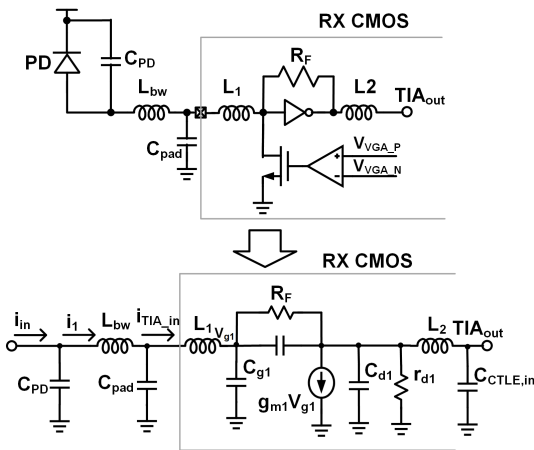 RX CMOS
PD
C_PD
L_bw
L_1
R_F
L2
TIA_out
C_pad
V_VGA_P
V_VGA_N
+
-
RX CMOS
i_in
i_1
L_bw
i_TIA_in
L_1
V_g1
R_F
L_2
TIA_out
C_PD
C_pad
C_g1
g_m1V_g1
C_d1
r_d1
C_CTLE,in